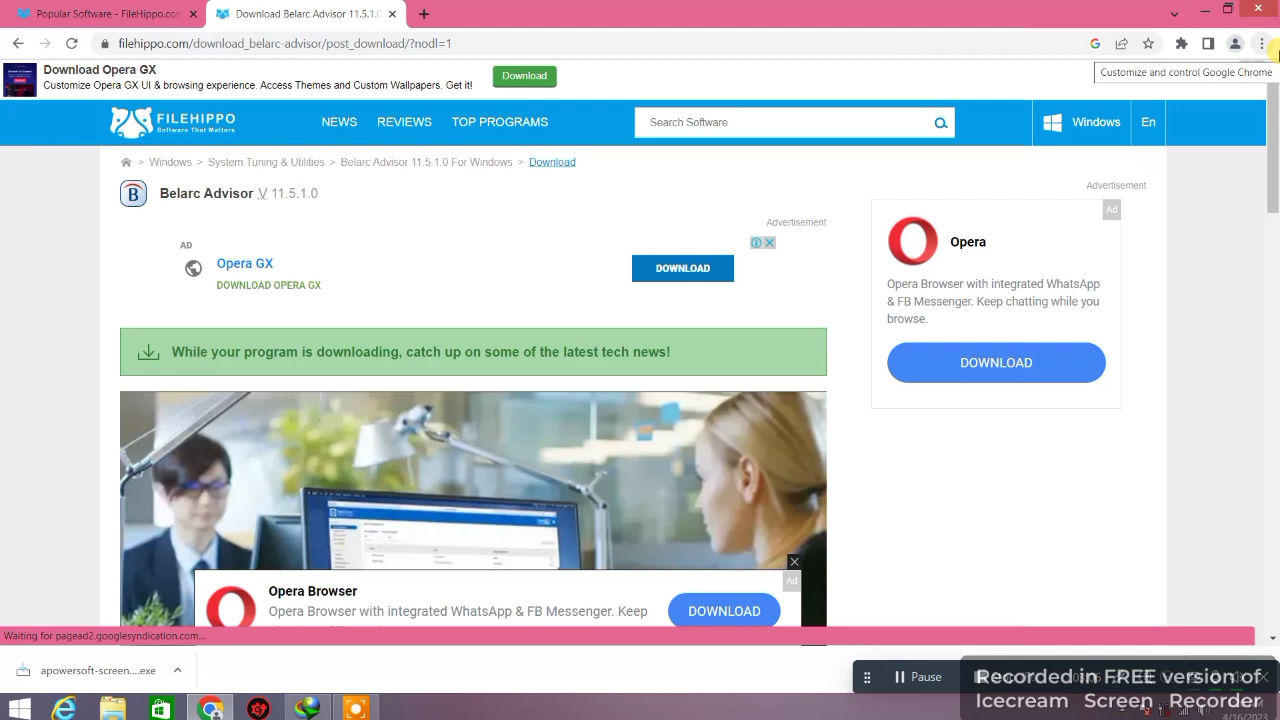 Popular Software - FileHippo.con
Download Belarc Advisor 11.5.1.0
filehippo.com/download_belarc-advisor/post_download/?nodl=1
Download Opera GX
Customize Opera GX UI & browsing experience. Access Themes and Custom Wallpapers. Get it!
Download
Customize and control Google Chrome
FILEHIPPO
Software That Matters
NEWS
REVIEWS
TOP PROGRAMS
Search Software
Windows
En
> Windows > System Tuning & Utilities > Belarc Advisor 11.5.1.0 For Windows > Download
B
Belarc Advisor V 11.5.1.0
Advertisement
Advertisement
AD
Opera GX
DOWNLOAD OPERA GX
DOWNLOAD
Ad
Opera
Opera Browser with integrated WhatsApp
& FB Messenger. Keep chatting while you
browse.
DOWNLOAD
While your program is downloading, catch up on some of the latest tech news!
Ad
Opera Browser
Opera Browser with integrated WhatsApp & FB Messenger. Keep
DOWNLOAD
Waiting for pagead2.googlesyndication.com...
apowersoft-screen....exe
Pause
Recorded in FREE version of
Icecream Screen Recorder
4/16/2023